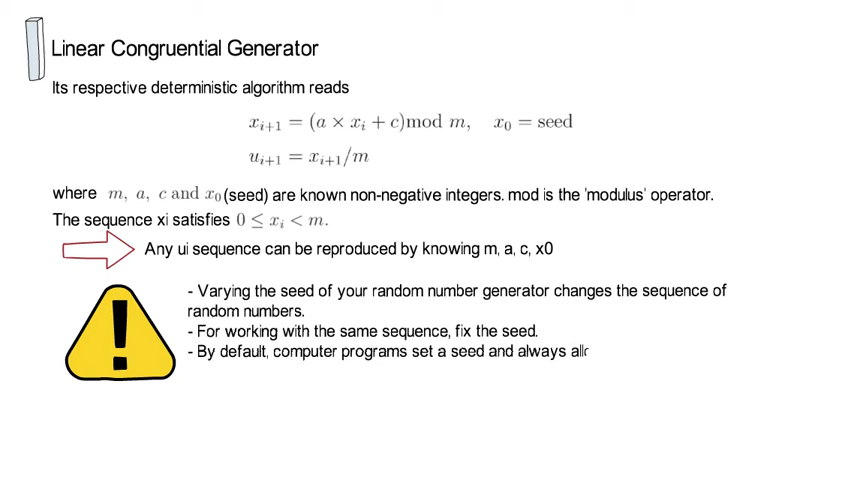 Linear Congruential Generator
Its respective deterministic algorithm reads
x_{i+1} = (a × x_i + c)mod m, x_0 = seed
u_{i+1} = x_{i+1}/m
where m, a, c and x_0 (seed) are known non-negative integers. mod is the 'modulus' operator.
The sequence xi satisfies 0 ≤ x_i < m.
Any ui sequence can be reproduced by knowing m, a, c, x0
- Varying the seed of your random number generator changes the sequence of
random numbers.
- For working with the same sequence, fix the seed.
- By default, computer programs set a seed and always